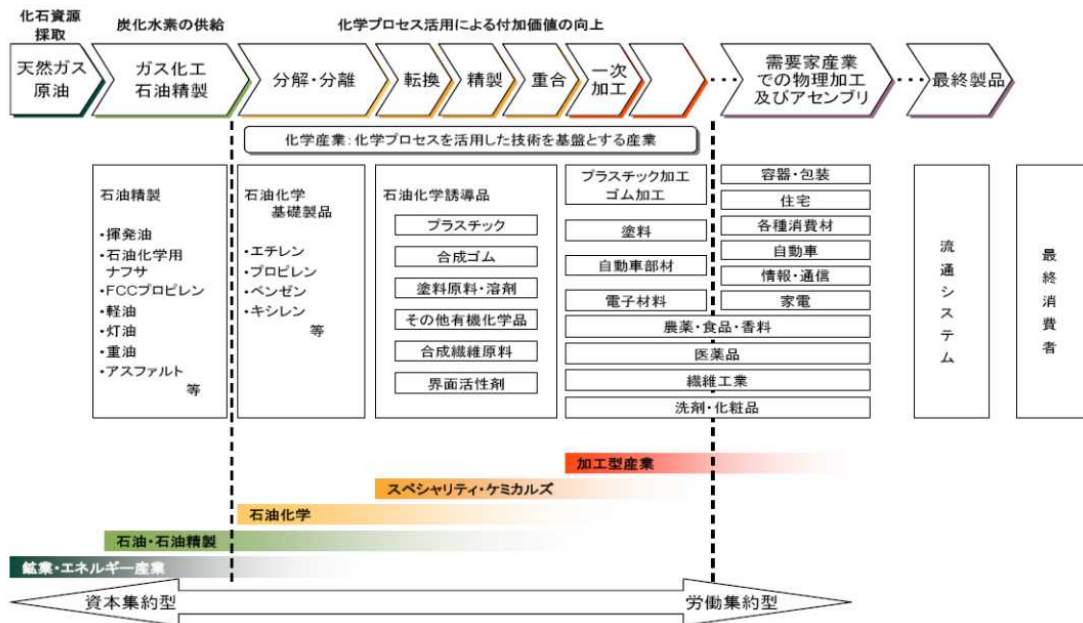 化石資源
採取
炭化水素の供給
化学プロセス活用による付加価値の向上
天然ガス
原油
ガス化工
石油精製
分解・分離
転換
精製
重合
一次
加工
・・・
需要家産業
での物理加工
及びアセンブリ
・・・
最終製品
化学産業：化学プロセスを活用した技術を基盤とする産業
石油精製
・揮発油
・石油化学用
ナフサ
・FCCプロピレン
・軽油
・灯油
・重油
・アスファルト
等
石油化学
基礎製品
・エチレン
・プロピレン
・ベンゼン
・キシレン
等
石油化学誘導品
プラスチック
合成ゴム
塗料原料・溶剤
その他有機化学品
合成繊維原料
界面活性剤
プラスチック加工
ゴム加工
塗料
自動車部材
電子材料
容器・包装
住宅
各種消費材
自動車
情報・通信
家電
農薬・食品・香料
医薬品
繊維工業
洗剤・化粧品
流通システム
最終消費者
加工型産業
スペシャリティ・ケミカルズ
石油化学
石油・石油精製
鉱業・エネルギー産業
資本集約型
労働集約型